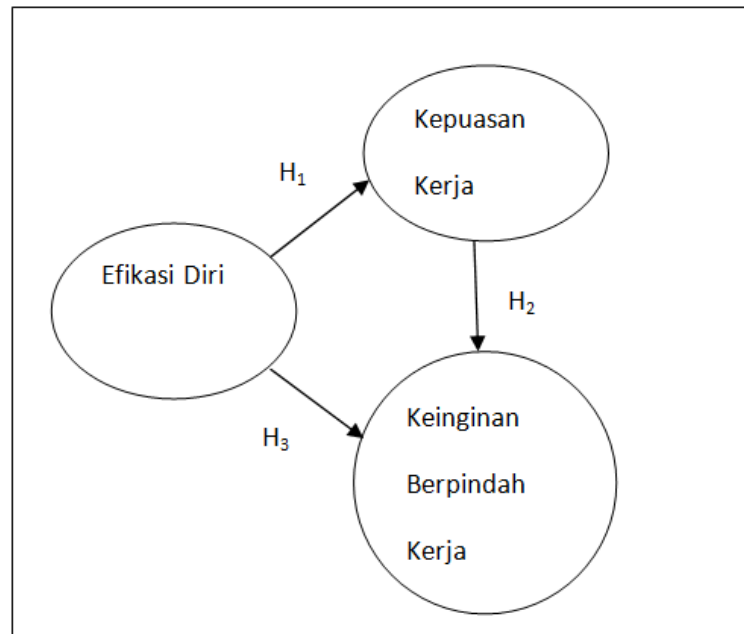 Kepuasan
Kerja
H₁
Efikasi Diri
H₂
H₃
Keinginan
Berpindah
Kerja